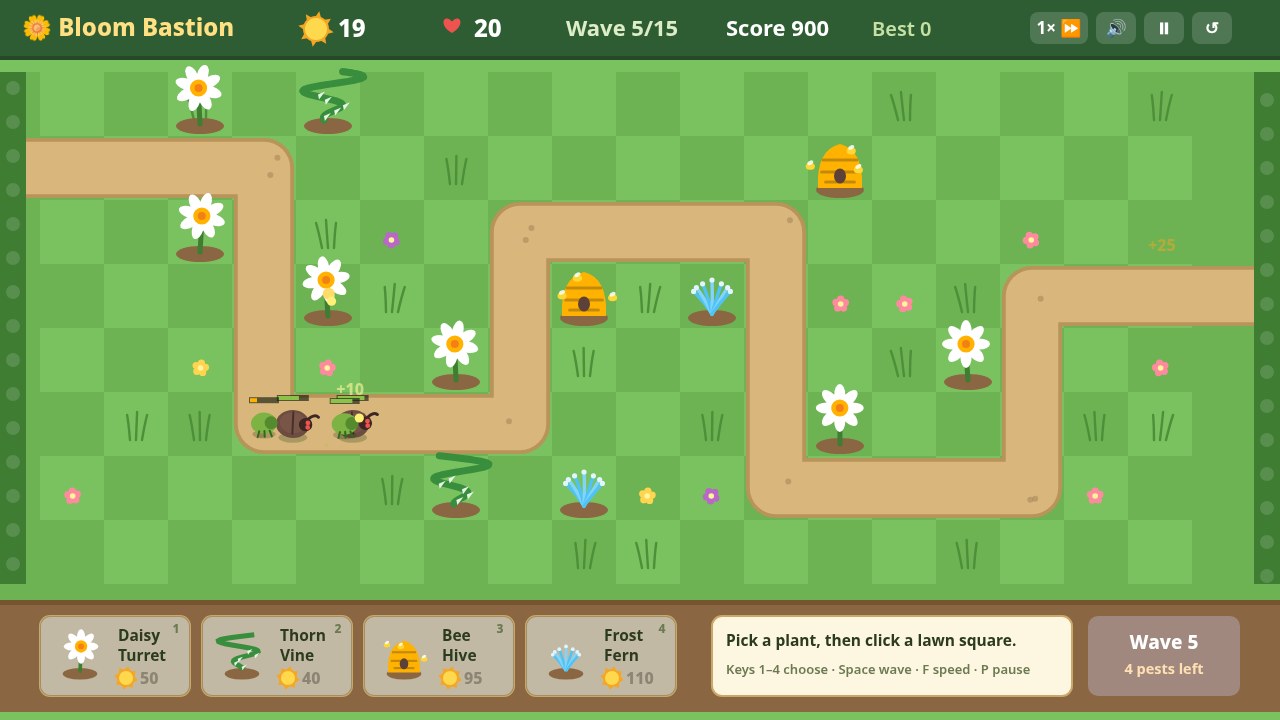 Bloom Bastion
19
20
Wave 5/15
Score 900
Best 0
1×
+25
+10
Daisy Turret
1
50
Thorn Vine
2
40
Bee Hive
3
95
Frost Fern
4
110
Pick a plant, then click a lawn square.
Keys 1–4 choose · Space wave · F speed · P pause
Wave 5
4 pests left